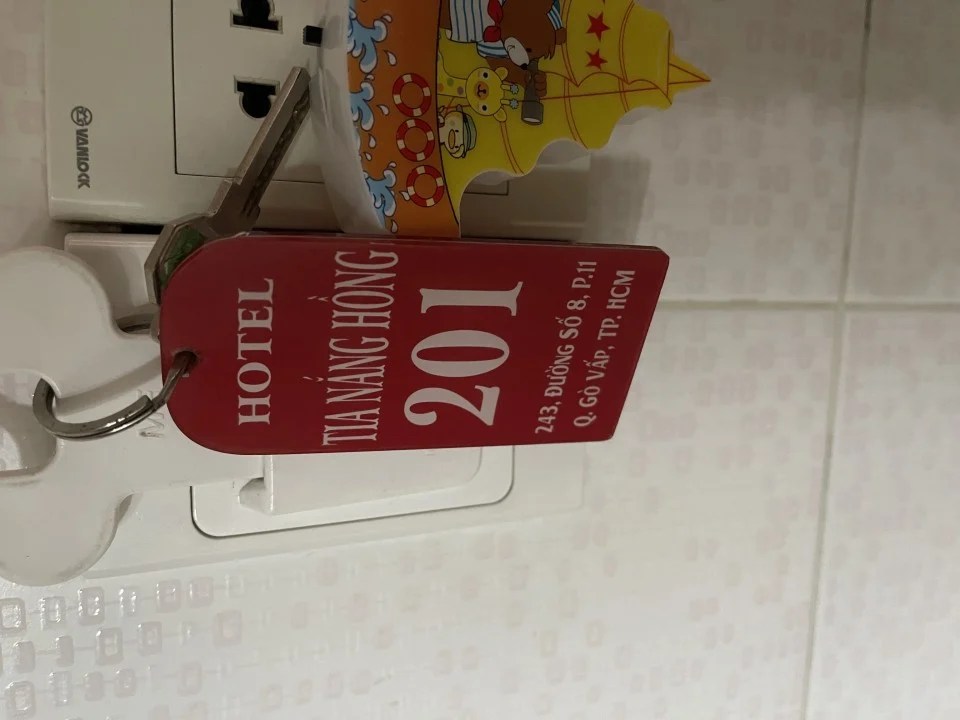 VANLOCK
HOTEL
TIA NẮNG HỒNG
201
243, ĐƯỜNG SỐ 8, P.11
Q. GÒ VẤP, TP. HCM